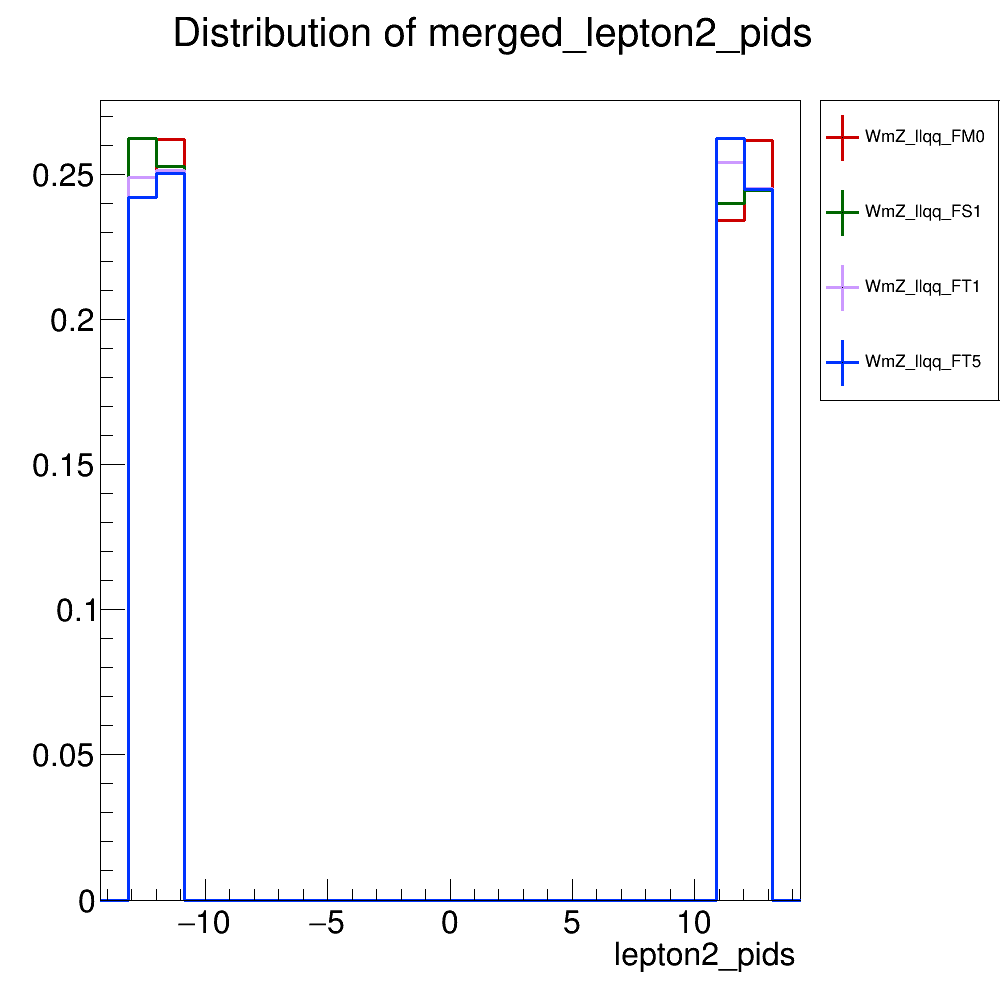 Distribution of merged_lepton2_pids
WmZ_llqq_FM0
WmZ_llqq_FS1
WmZ_llqq_FT1
WmZ_llqq_FT5
0.25
0.2
0.15
0.1
0.05
0
−10 −5 0 5 10
lepton2_pids